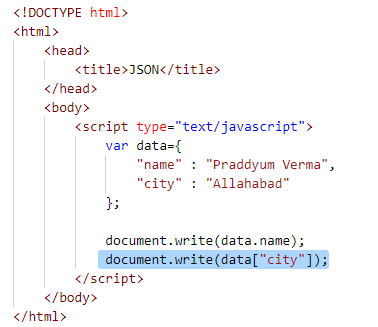 <!DOCTYPE html>
<html>
    <head>
        <title>JSON</title>
    </head>
    <body>
        <script type="text/javascript">
            var data={
                "name" : "Praddyum Verma",
                "city" : "Allahabad"
            };

            document.write(data.name);
            document.write(data["city"]);
        </script>
    </body>
</html>